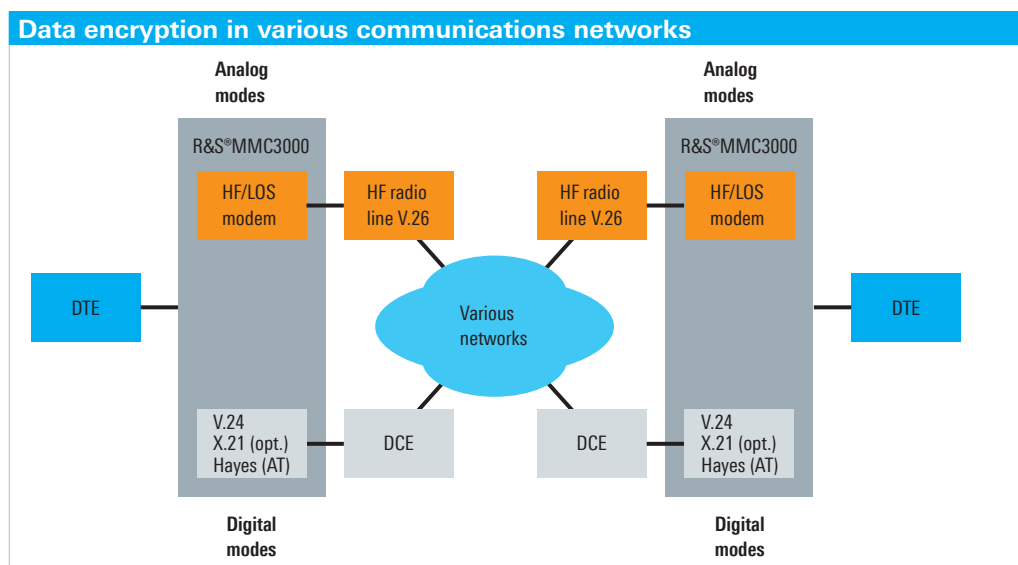 Data encryption in various communications networks
Analog
modes
Analog
modes
R&S®MMC3000
R&S®MMC3000
HF/LOS
modem
HF radio
line V.26
HF radio
line V.26
HF/LOS
modem
DTE
Various
networks
DTE
V.24
X.21 (opt.)
Hayes (AT)
DCE
DCE
V.24
X.21 (opt.)
Hayes (AT)
Digital
modes
Digital
modes